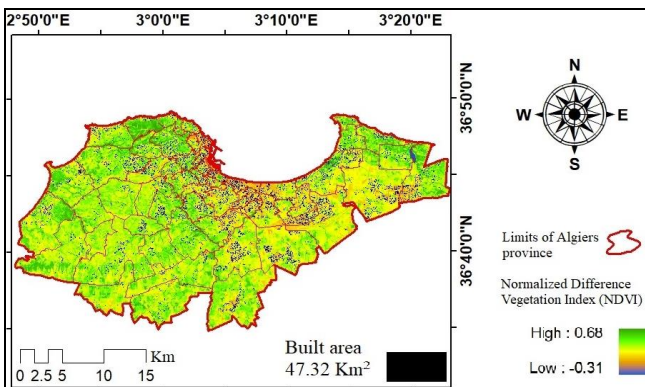 2°50'0"E 3°0'0"E 3°10'0"E 3°20'0"E
36°50'0"N
36°40'0"N
N
W E
S
Limits of Algiers
province
Normalized Difference
Vegetation Index (NDVI)
High : 0.68
Low : -0.31
Built area
47.32 Km²
Km
0 2.5 5 10 15